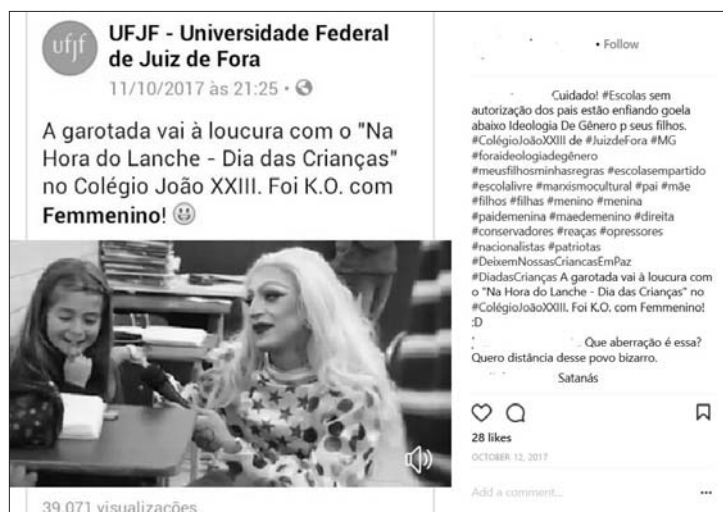 ufjf
UFJF - Universidade Federal
de Juiz de Fora
11/10/2017 às 21:25 •
A garotada vai à loucura com o "Na
Hora do Lanche - Dia das Crianças"
no Colégio João XXIII. Foi K.O. com
Femmenino!
39.071 visualizações
• Follow
Cuidado! #Escolas sem
autorização dos pais estão enfiando goela
abaixo Ideologia De Gênero p seus filhos.
#ColégioJoãoXXIII de #JuizdeFora #MG
#foraideologiadegênero
#meusfilhosminhasregras #escolasempartido
#escolalivre #marxismocultural #pai #mãe
#filhos #filhas #menino #menina
#paidemenina #maedemenino #direita
#conservadores #reaças #opressores
#nacionalistas #patriotas
#DeixemNossasCriancasEmPaz
#DiadasCrianças A garotada vai à loucura com
o "Na Hora do Lanche - Dia das Crianças" no
#ColégioJoãoXXIII. Foi K.O. com Femmenino!
:D
Que aberração é essa?
Quero distância desse povo bizarro.
Satanás
28 likes
OCTOBER 12, 2017
Add a comment...